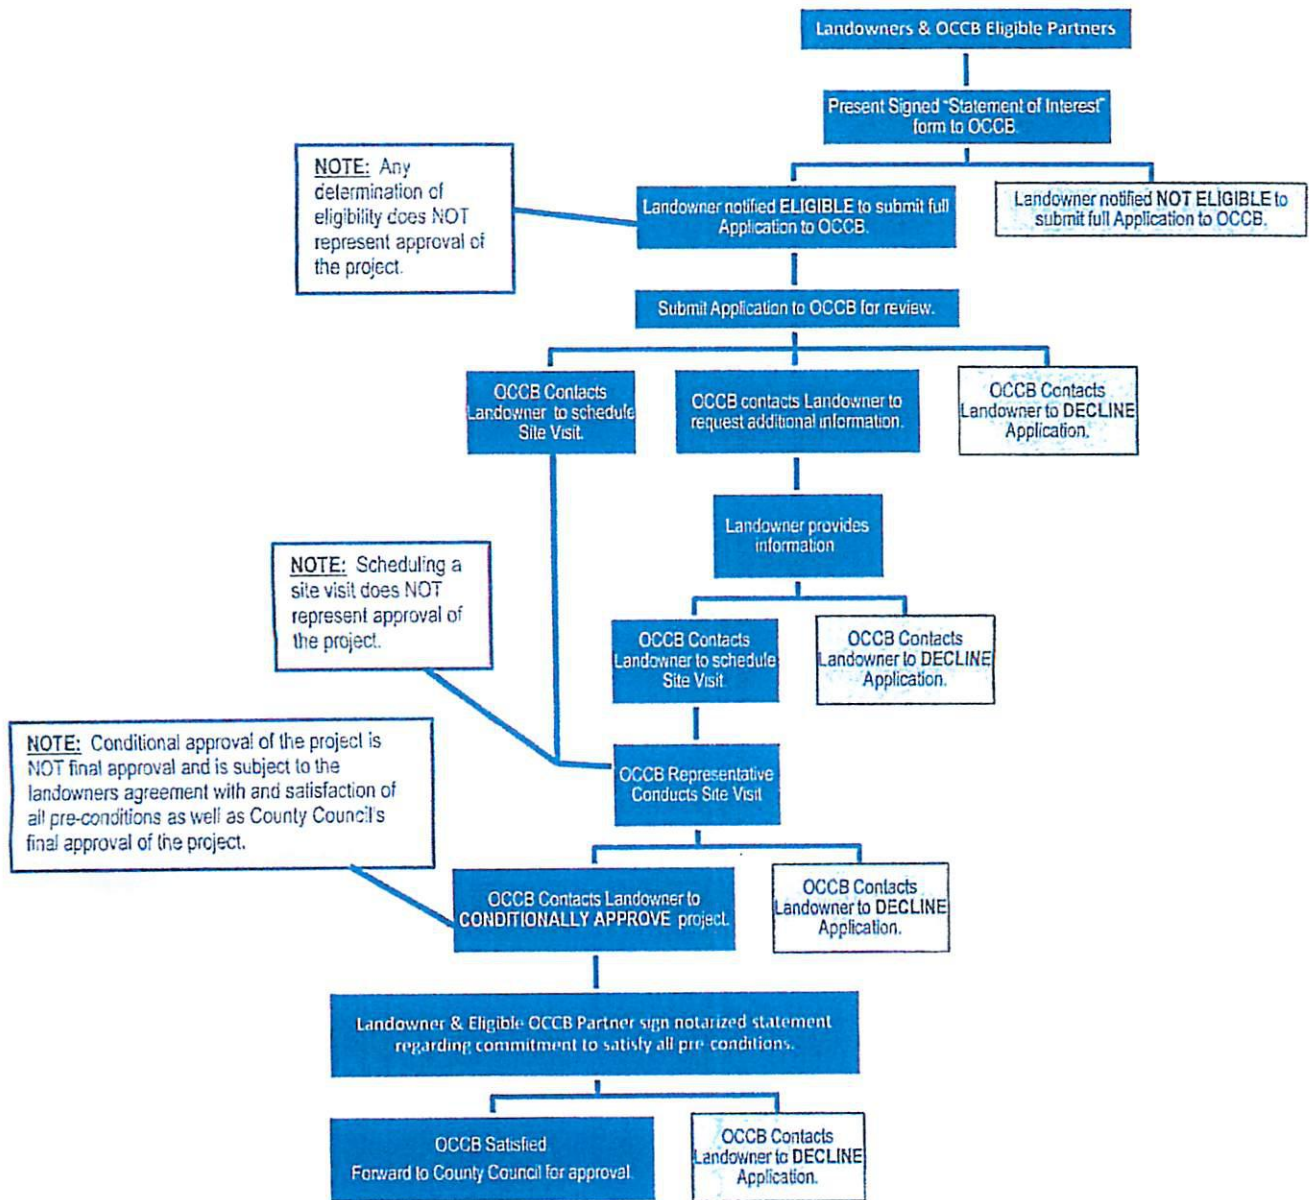 Landowners & OCCB Eligible Partners
Present Signed "Statement of Interest"
form to OCCB.
NOTE: Any
determination of
eligibility does NOT
represent approval of
the project.
Landowner notified ELIGIBLE to submit full
Application to OCCB.
Landowner notified NOT ELIGIBLE to
submit full Application to OCCB.
Submit Application to OCCB for review.
OCCB Contacts
Landowner to schedule
Site Visit.
OCCB contacts Landowner to
request additional information.
OCCB Contacts
Landowner to DECLINE
Application.
Landowner provides
information
NOTE: Scheduling a
site visit does NOT
represent approval of
the project.
OCCB Contacts
Landowner to schedule
Site Visit
OCCB Contacts
Landowner to DECLINE
Application.
NOTE: Conditional approval of the project is
NOT final approval and is subject to the
landowners agreement with and satisfaction of
all pre-conditions as well as County Council's
final approval of the project.
OCCB Representative
Conducts Site Visit
OCCB Contacts Landowner to
CONDITIONALLY APPROVE project.
OCCB Contacts
Landowner to DECLINE
Application.
Landowner & Eligible OCCB Partner sign notarized statement
regarding commitment to satisfy all pre-conditions.
OCCB Satisfied
Forward to County Council for approval.
OCCB Contacts
Landowner to DECLINE
Application.